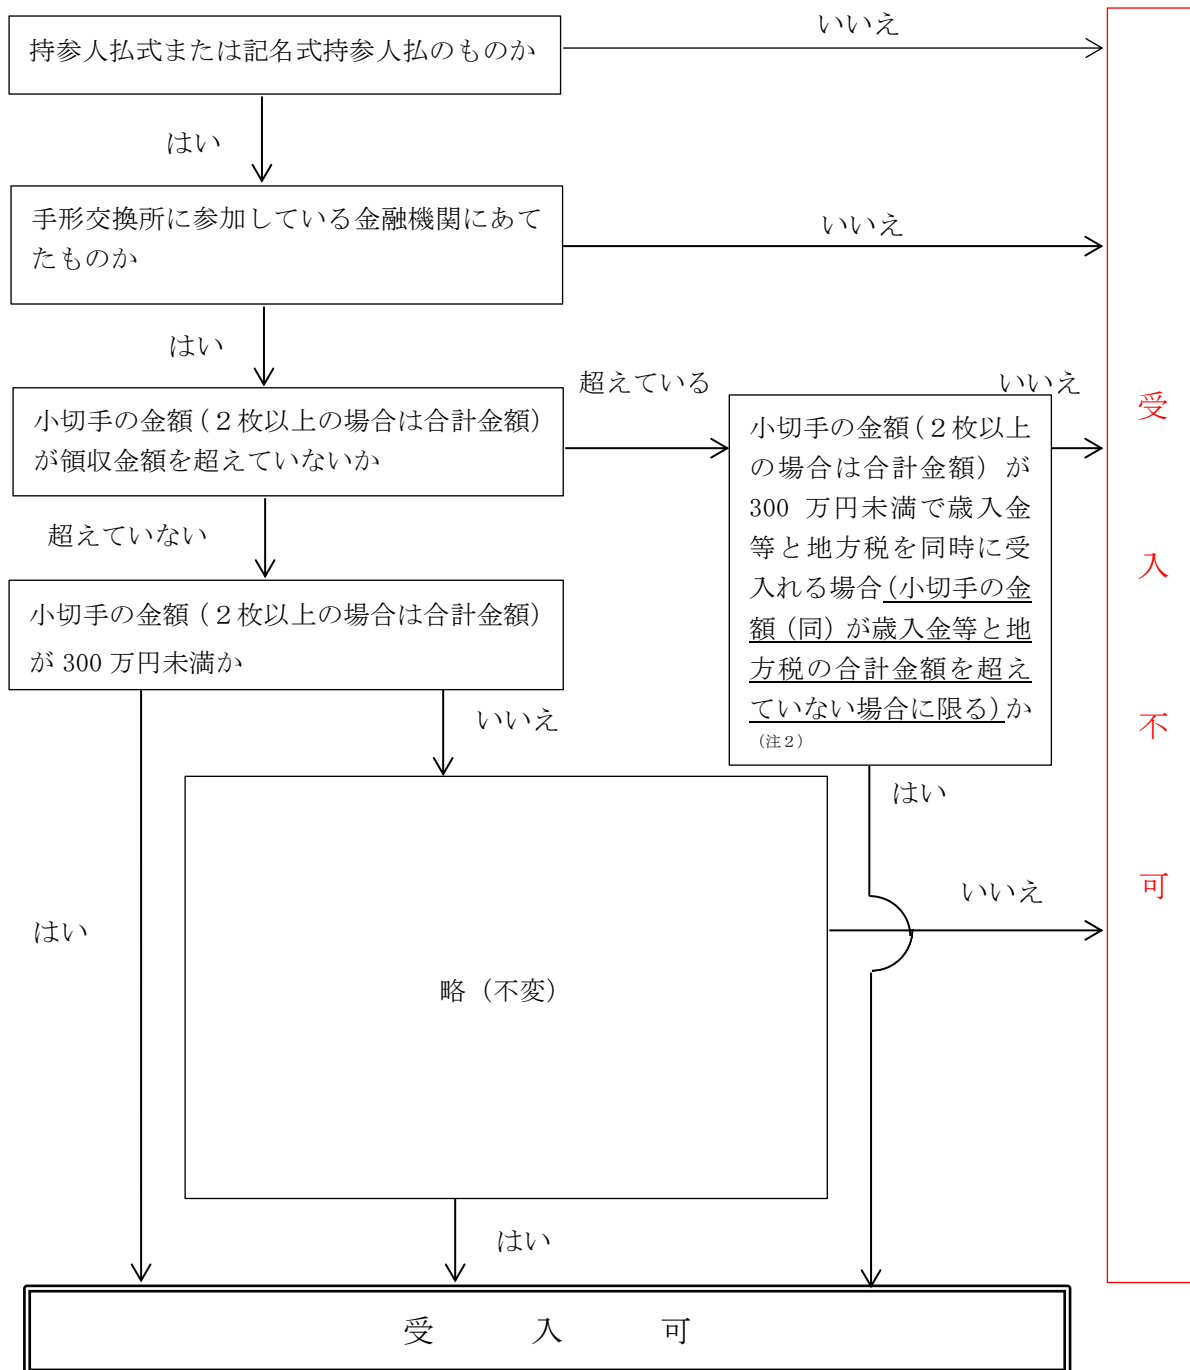 いいえ
持参人払式または記名式持参人払のものか
はい
手形交換所に参加している金融機関にあて
たものか
いいえ
はい
超えている
いいえ
小切手の金額（２枚以上の場合は合計金額）
が領収金額を超えていないか
小切手の金額（２枚以上
の場合は合計金額）が
300 万円未満で歳入金
等と地方税を同時に受
入れる場合（小切手の金
額（同）が歳入金等と地
方税の合計金額を超え
ていない場合に限る）か
（注２）
超えていない
小切手の金額（２枚以上の場合は合計金額）
が 300 万円未満か
いいえ
はい
いいえ
はい
略（不変）
はい
受
入
不
可
受 入 可